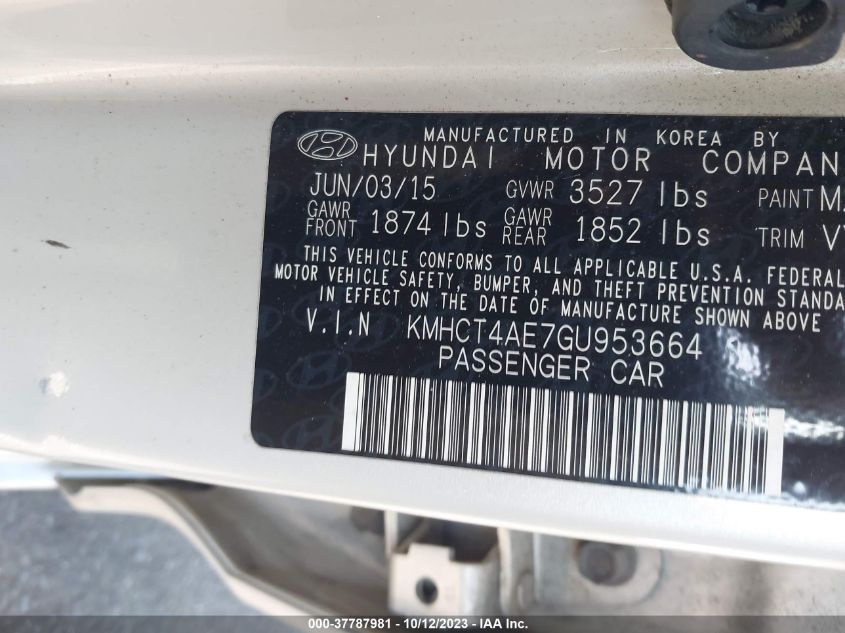 MANUFACTURED IN KOREA BY
HYUNDAI MOTOR COMPAN
JUN/03/15 GVWR 3527 lbs PAINT
GAWR FRONT 1874 lbs GAWR REAR 1852 lbs TRIM
THIS VEHICLE CONFORMS TO ALL APPLICABLE U.S.A. FEDERAL
MOTOR VEHICLE SAFETY, BUMPER, AND THEFT PREVENTION STANDA
IN EFFECT ON THE DATE OF MANUFACTURE SHOWN ABOVE
V.I.N KMHCT4AE7GU953664
PASSENGER CAR
000-37787981 - 10/12/2023 - IAA Inc.